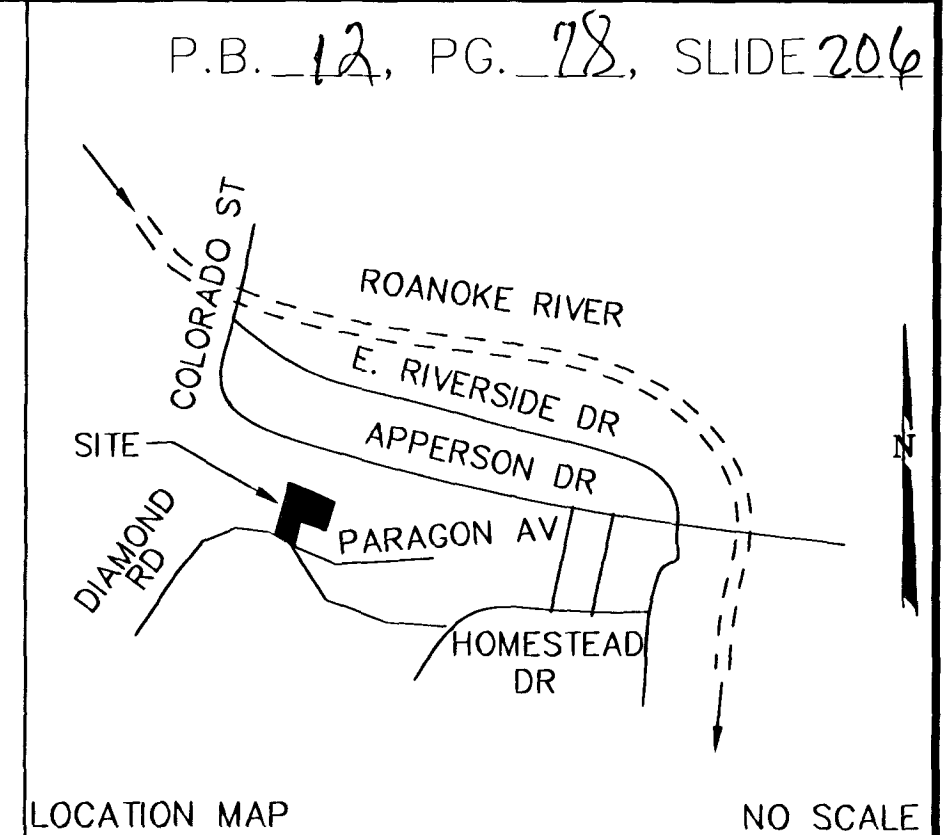 P.B. 12, PG. 78, SLIDE 206
COLORADO ST
ROANOKE RIVER
E. RIVERSIDE DR
APPERSON DR
SITE
N
DIAMOND
RD
PARAGON AV
HOMESTEAD
DR
LOCATION MAP
NO SCALE